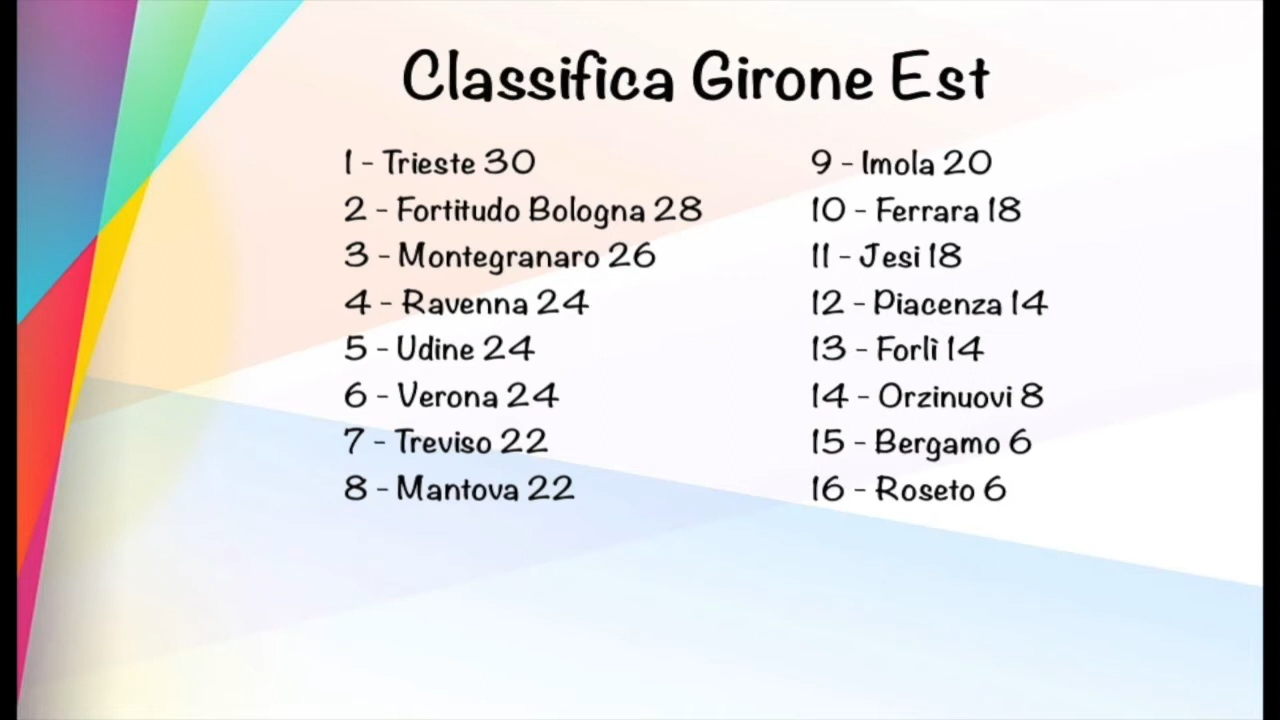 Classifica Girone Est
1 - Trieste 30
2 - Fortitudo Bologna 28
3 - Montegranaro 26
4 - Ravenna 24
5 - Udine 24
6 - Verona 24
7 - Treviso 22
8 - Mantova 22
9 - Imola 20
10 - Ferrara 18
11 - Jesi 18
12 - Piacenza 14
13 - Forlì 14
14 - Orzinuovi 8
15 - Bergamo 6
16 - Roseto 6